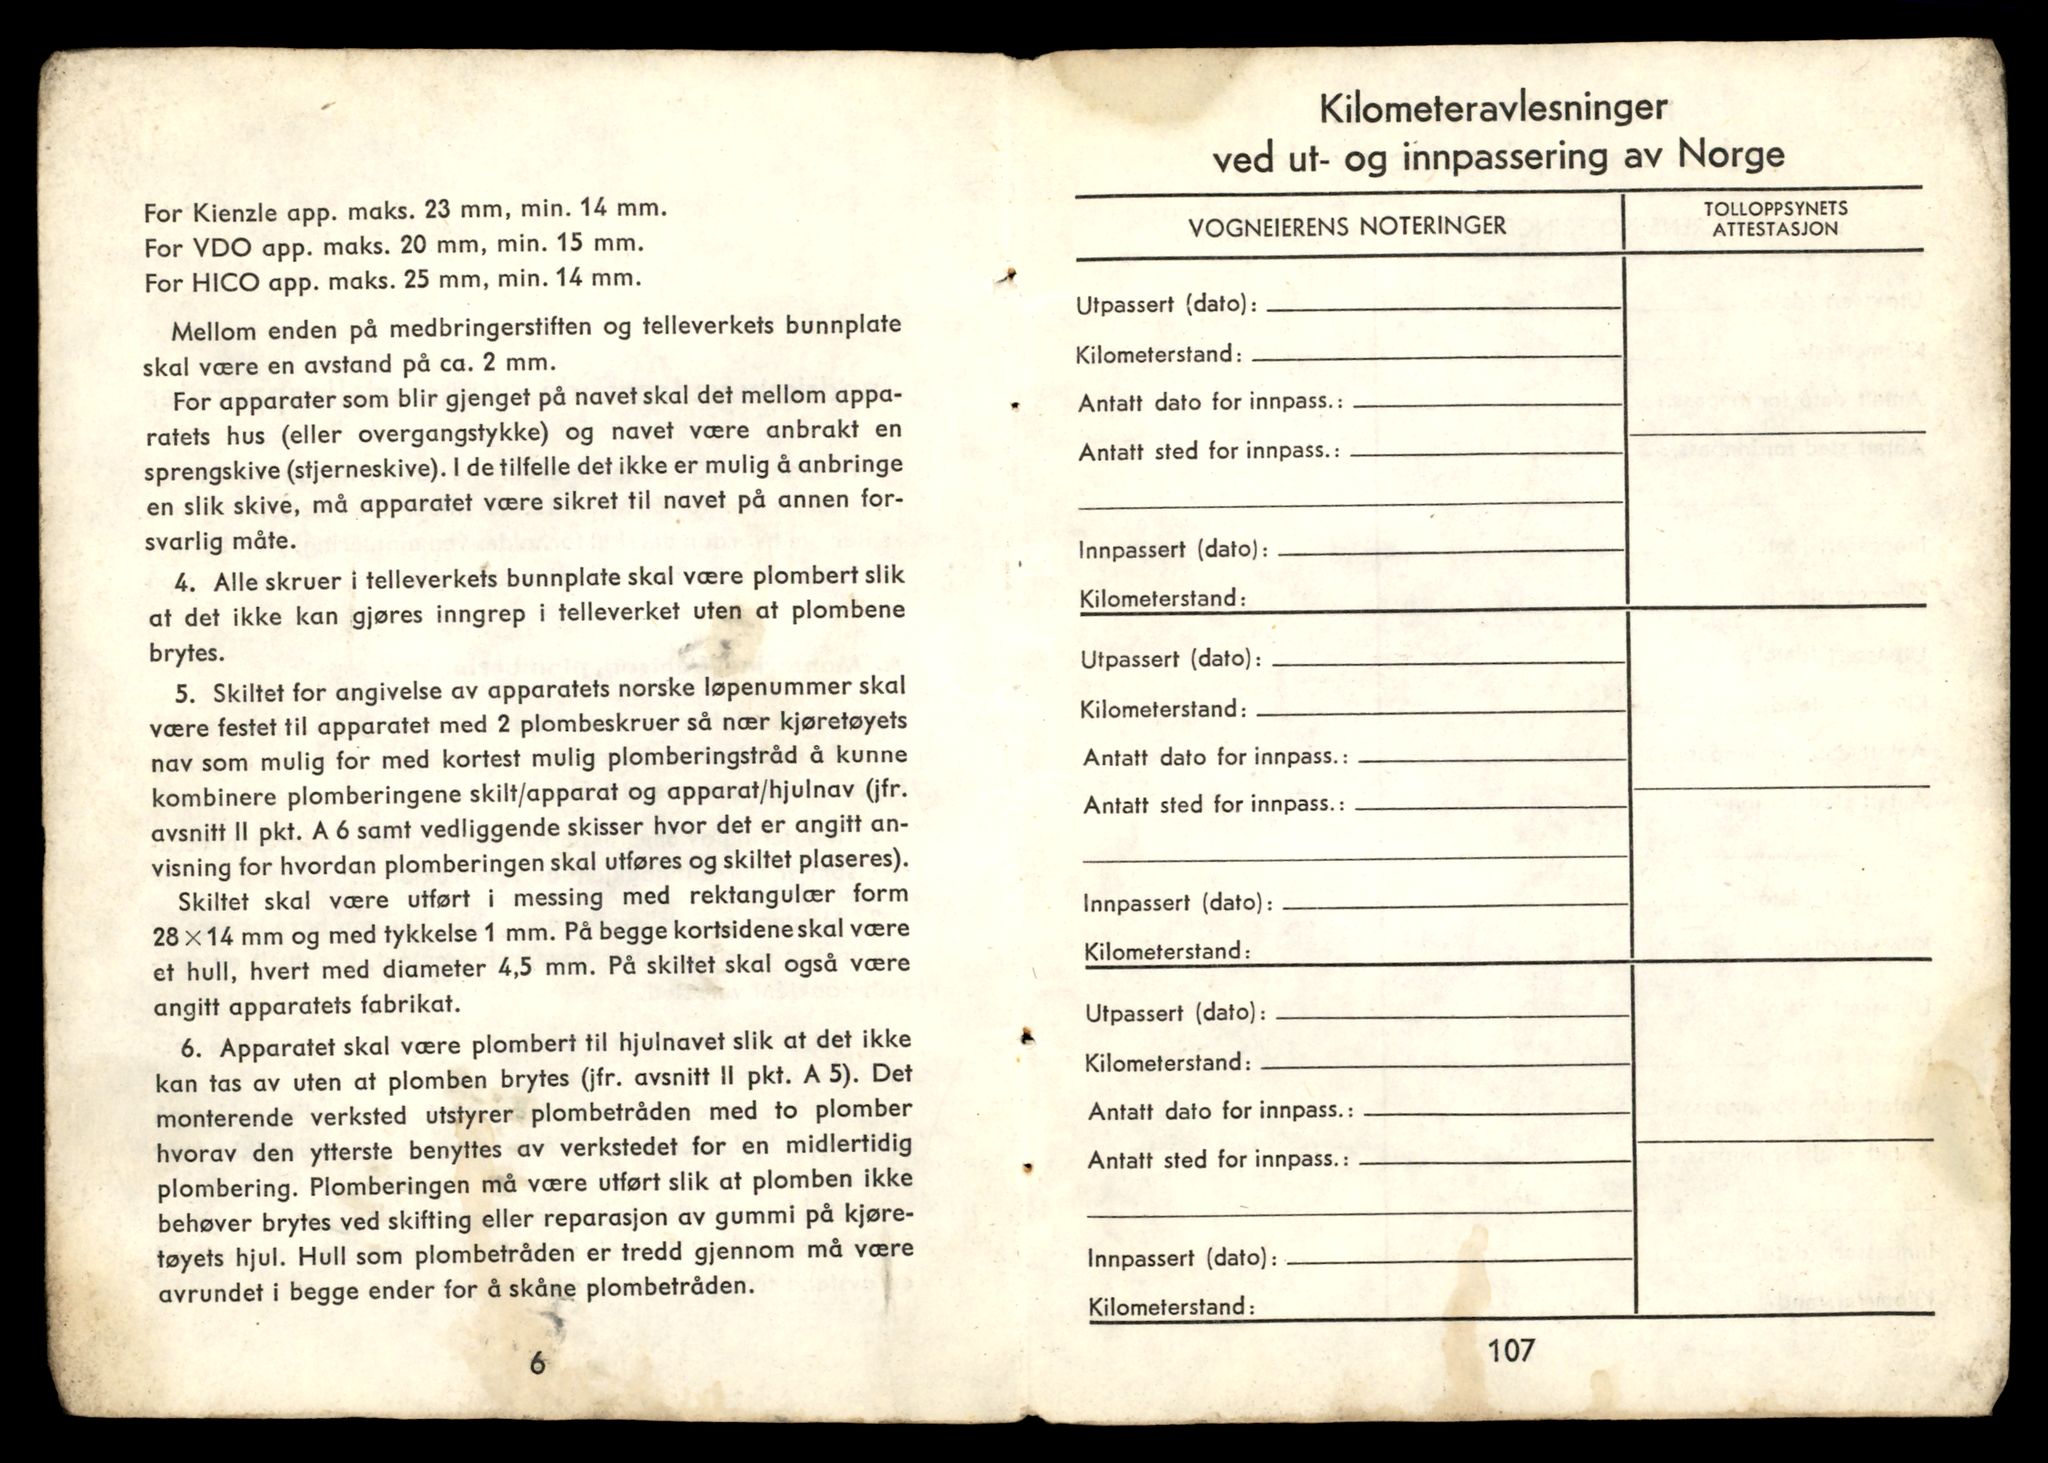 For Kienzle app. maks. 23 mm, min. 14 mm.
For VDO app. maks. 20 mm, min. 15 mm.
For HICO app. maks. 25 mm, min. 14 mm.
Mellom enden på medbringerstiften og telleverkets bunnplate
skal være en avstand på ca. 2 mm.
For apparater som blir gjenget på navet skal det mellom appa-
ratets hus (eller overgangstykke) og navet være anbrakt en
sprengskive (stjerneskive). I de tilfelle det ikke er mulig å anbringe
en slik skive, må apparatet være sikret til navet på annen for-
svarlig måte.
4. Alle skruer i telleverkets bunnplate skal være plombert slik
at det ikke kan gjøres inngrep i telleverket uten at plombene
brytes.
5. Skiltet for angivelse av apparatets norske løpenummer skal
være festet til apparatet med 2 plombeskruer så nær kjøretøyets
nav som mulig for med kortest mulig plomberingstråd å kunne
kombinere plomberingene skilt/apparat og apparat/hjulnav (jfr.
avsnitt II pkt. A 6 samt vedliggende skisser hvor det er angitt an-
visning for hvordan plomberingen skal utføres og skiltet plaseres).
Skiltet skal være utført i messing med rektangulær form
28×14 mm og med tykkelse 1 mm. På begge kortsidene skal være
et hull, hvert med diameter 4,5 mm. På skiltet skal også være
angitt apparatets fabrikat.
6. Apparatet skal være plombert til hjulnavet slik at det ikke
kan tas av uten at plomben brytes (jfr. avsnitt II pkt. A 5). Det
monterende verksted utstyrer plombetråden med to plomber
hvorav den ytterste benyttes av verkstedet for en midlertidig
plombering. Plomberingen må være utført slik at plomben ikke
behøver brytes ved skifting eller reparasjon av gummi på kjøre-
tøyets hjul. Hull som plombetråden er tredd gjennom må være
avrundet i begge ender for å skåne plombetråden.
6
Kilometeravlesninger
ved ut- og innpassering av Norge
VOGNEIERENS NOTERINGER
TOLLOPPSYNETS
ATTESTASJON
Utpassert (dato):
Kilometerstand:
Antatt dato for innpass.:
Antatt sted for innpass.:
Innpassert (dato):
Kilometerstand:
Utpassert (dato):
Kilometerstand:
Antatt dato for innpass.:
Antatt sted for innpass.:
Innpassert (dato):
Kilometerstand:
Utpassert (dato):
Kilometerstand:
Antatt dato for innpass.:
Antatt sted for innpass.:
Innpassert (dato):
Kilometerstand:
107